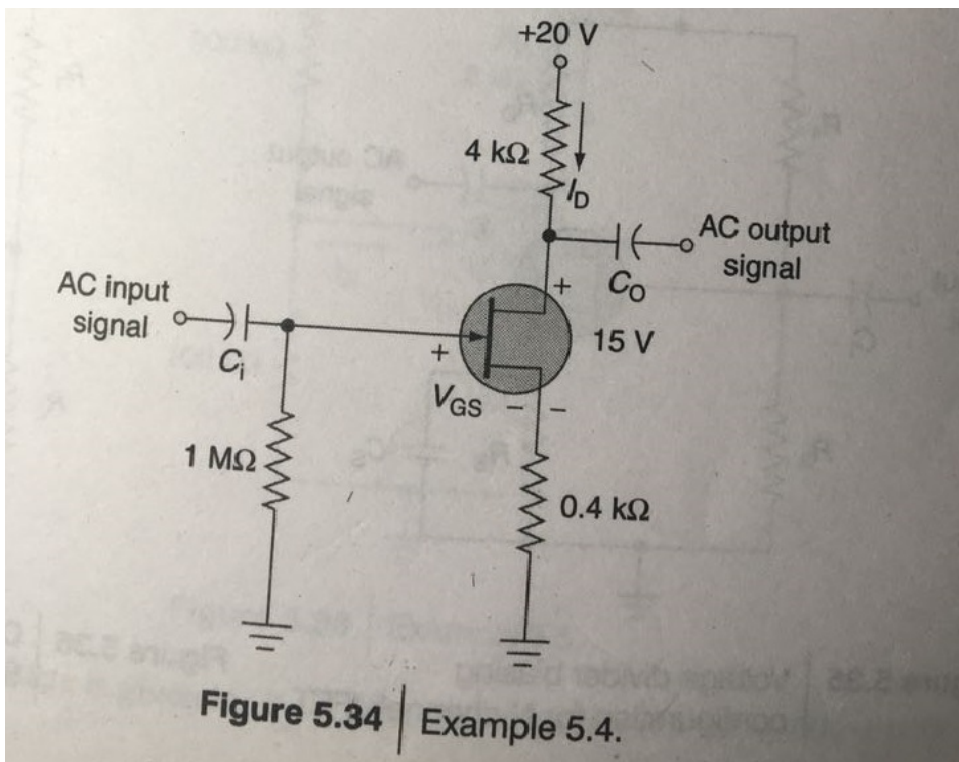 +20 V
4 kΩ
I_D
AC output
signal
C_O
+
15 V
AC input
signal
C_i
+
V_GS
−
−
1 MΩ
0.4 kΩ
Figure 5.34 | Example 5.4.